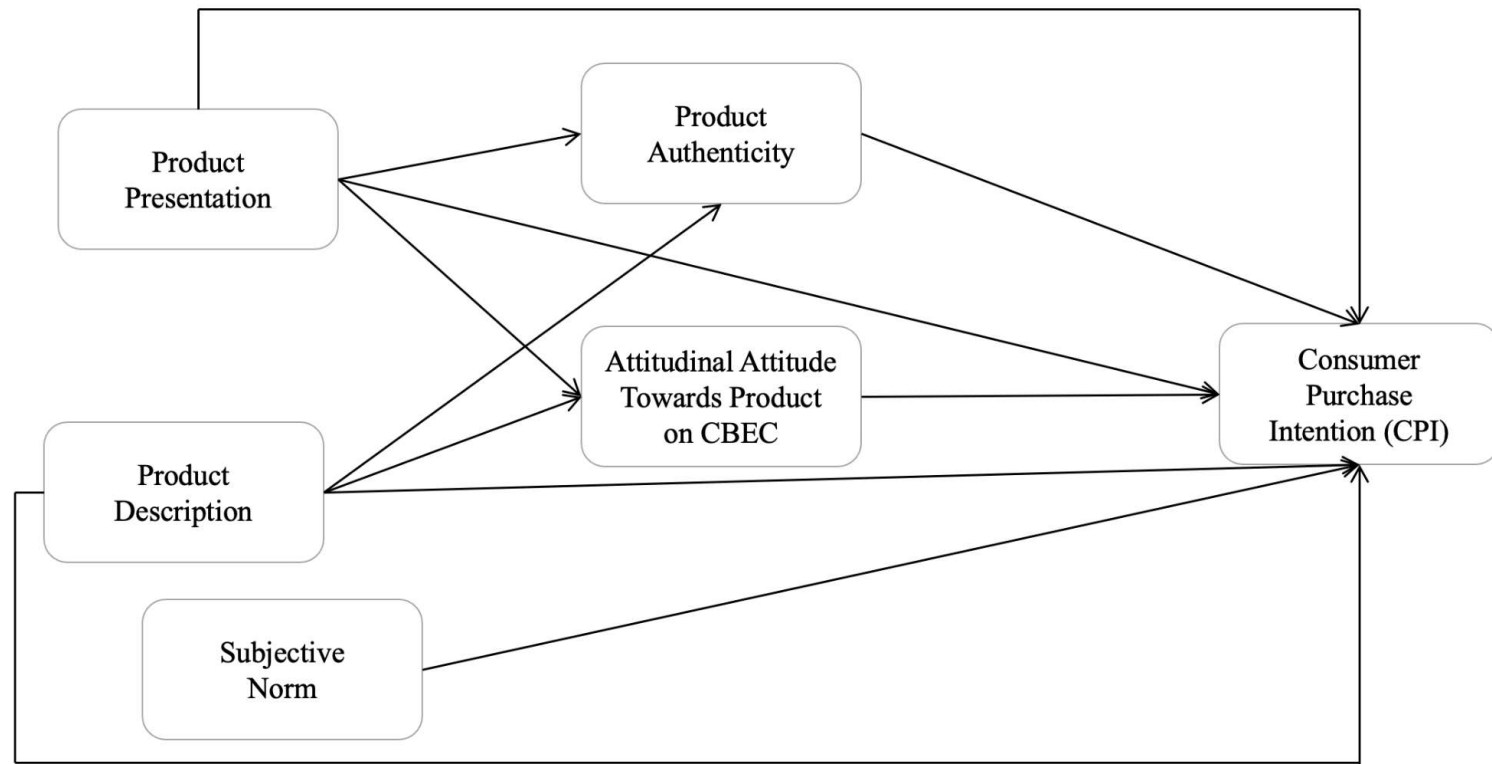 Product
Presentation
Product
Authenticity
Attitudinal Attitude
Towards Product
on CBEC
Consumer
Purchase
Intention (CPI)
Product
Description
Subjective
Norm